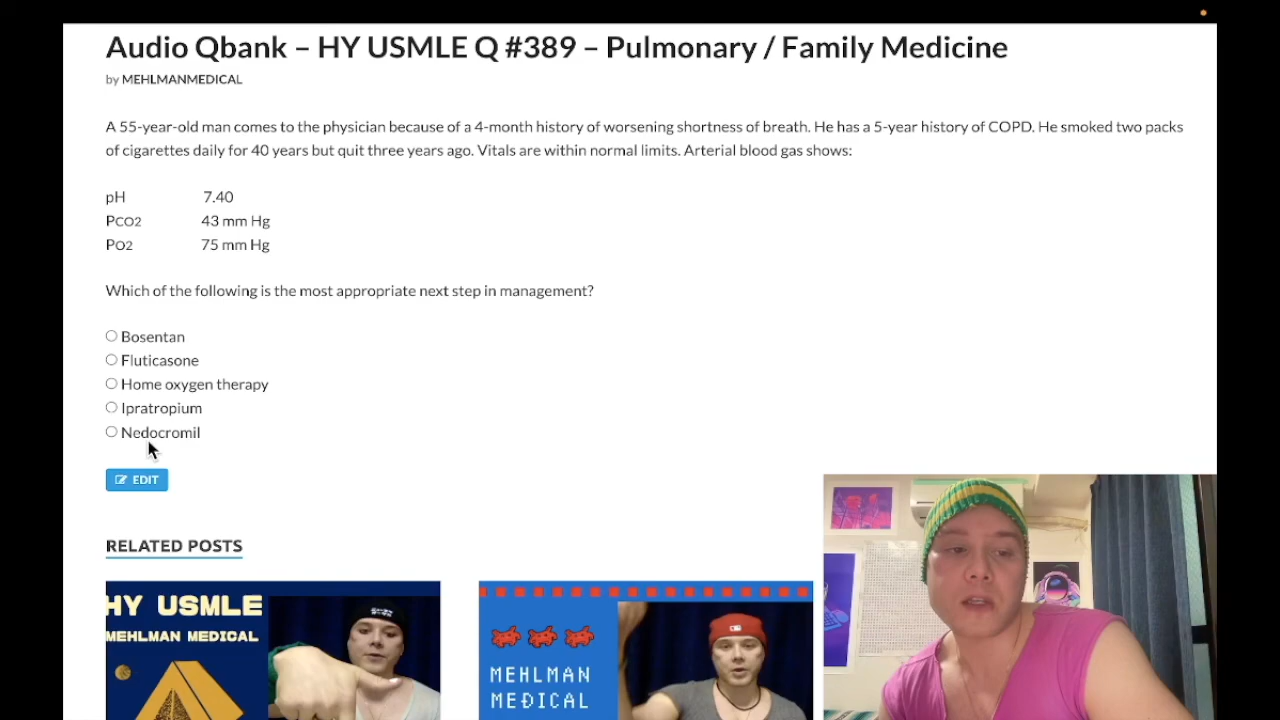 Audio Qbank – HY USMLE Q #389 – Pulmonary / Family Medicine
by MEHLMANMEDICAL
A 55-year-old man comes to the physician because of a 4-month history of worsening shortness of breath. He has a 5-year history of COPD. He smoked two packs
of cigarettes daily for 40 years but quit three years ago. Vitals are within normal limits. Arterial blood gas shows:
pH 7.40
PCO2 43 mm Hg
PO2 75 mm Hg
Which of the following is the most appropriate next step in management?
Bosentan
Fluticasone
Home oxygen therapy
Ipratropium
Nedocromil
EDIT
RELATED POSTS
HY USMLE
MEHLMAN MEDICAL
MEHLMAN
MEDICAL